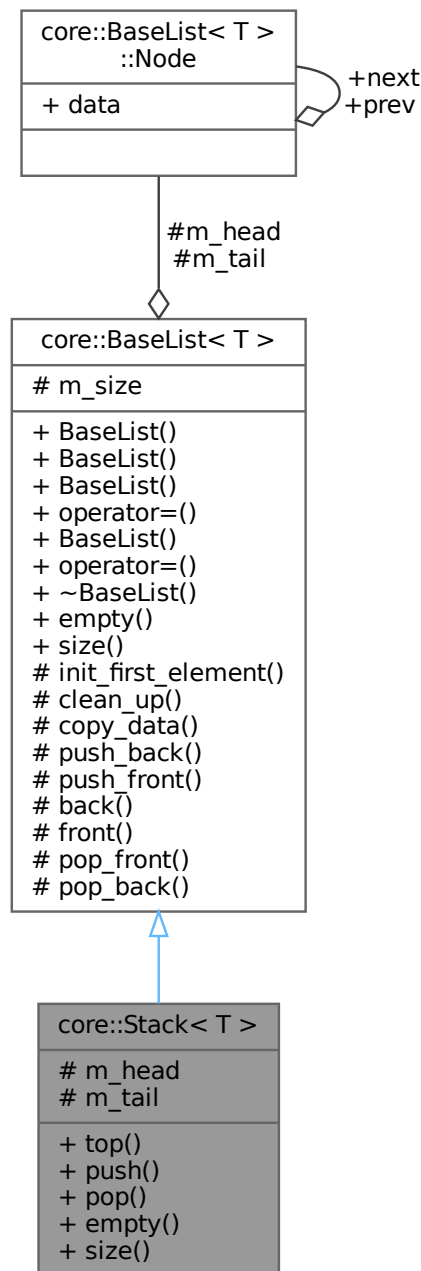 core::BaseList< T >
::Node
+ data
+next
+prev
#m_head
#m_tail
core::BaseList< T >
# m_size
+ BaseList()
+ BaseList()
+ BaseList()
+ operator=()
+ BaseList()
+ operator=()
+ ~BaseList()
+ empty()
+ size()
# init_first_element()
# clean_up()
# copy_data()
# push_back()
# push_front()
# back()
# front()
# pop_front()
# pop_back()
core::Stack< T >
# m_head
# m_tail
+ top()
+ push()
+ pop()
+ empty()
+ size()